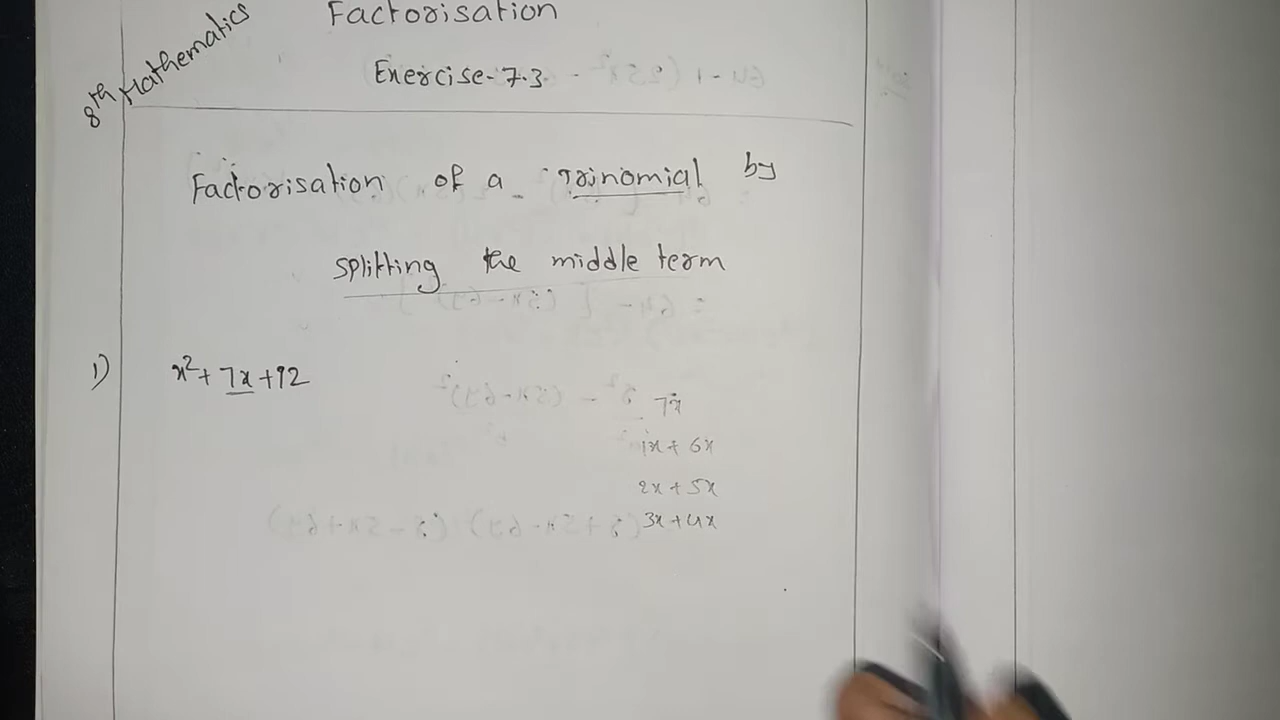 8th Mathematics
Factorisation
Exercise-7.3
Factorisation of a Trinomial by
splitting the middle term
1) x²+ 7x +12
7x
1x + 6x
2x + 5x
3x + 4x